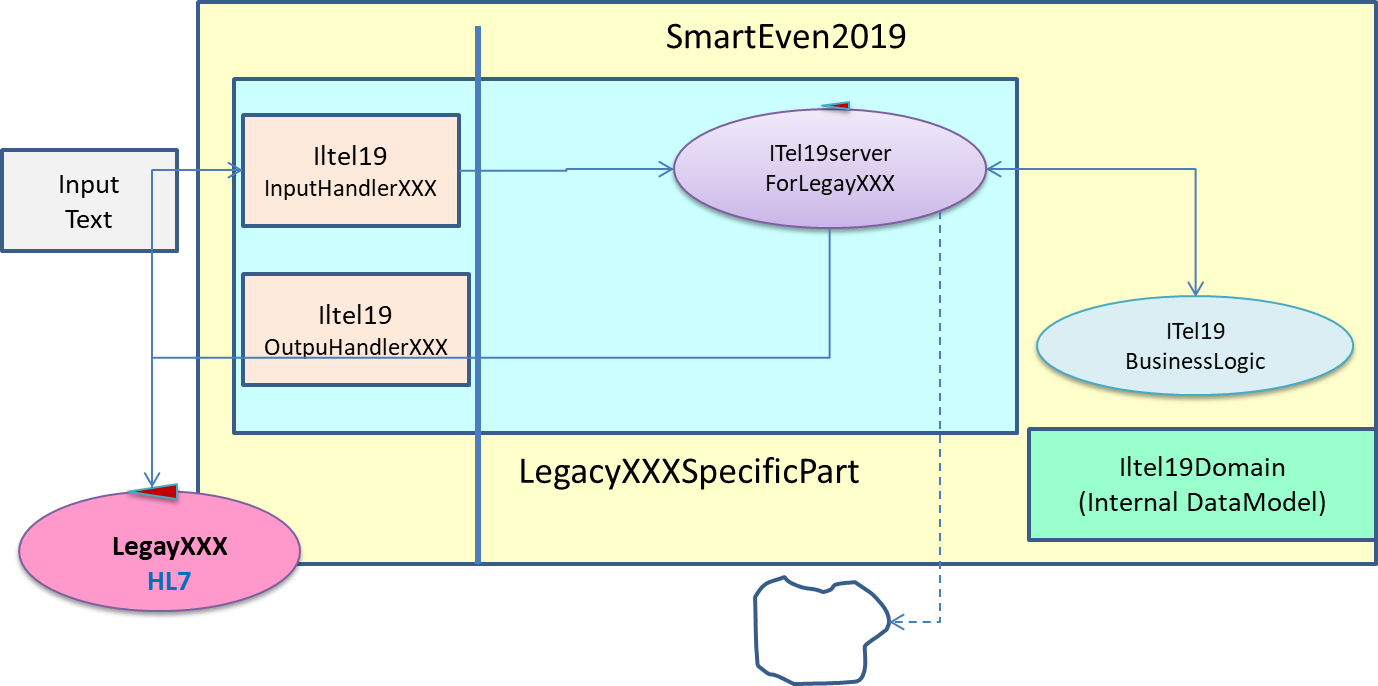 SmartEven2019
Iltel19
InputHandlerXXX
ITel19server
ForLegayXXX
Input
Text
Iltel19
OutpuHandlerXXX
ITel19
BusinessLogic
LegacyXXXSpecificPart
Iltel19Domain
(Internal DataModel)
LegayXXX
HL7